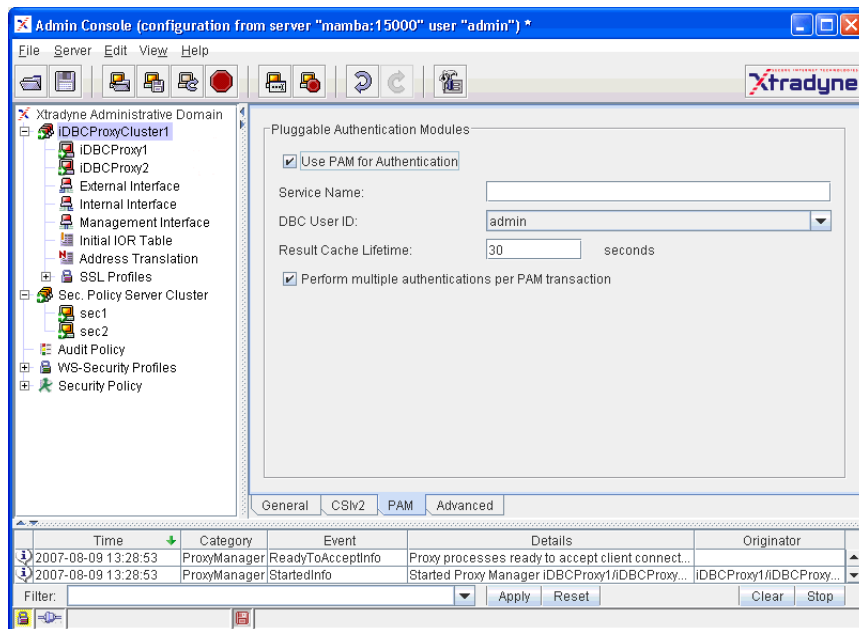 Admin Console (configuration from server "mamba:15000" user "admin") *
File Server Edit View Help
Xtradyne
Xtradyne Administrative Domain
iDBCProxyCluster1
iDBCProxy1
iDBCProxy2
External Interface
Internal Interface
Management Interface
Initial IOR Table
Address Translation
SSL Profiles
Sec. Policy Server Cluster
sec1
sec2
Audit Policy
WS-Security Profiles
Security Policy
Pluggable Authentication Modules
Use PAM for Authentication
Service Name:
DBC User ID: admin
Result Cache Lifetime: 30 seconds
Perform multiple authentications per PAM transaction
General CSIv2 PAM Advanced
Time Category Event Details Originator
2007-08-09 13:28:53 ProxyManager ReadyToAcceptInfo Proxy processes ready to accept client connect...
2007-08-09 13:28:53 ProxyManager StartedInfo Started Proxy Manager iDBCProxy1/iDBCProxy... iDBCProxy1/iDBCProxy...
Filter: Apply Reset Clear Stop